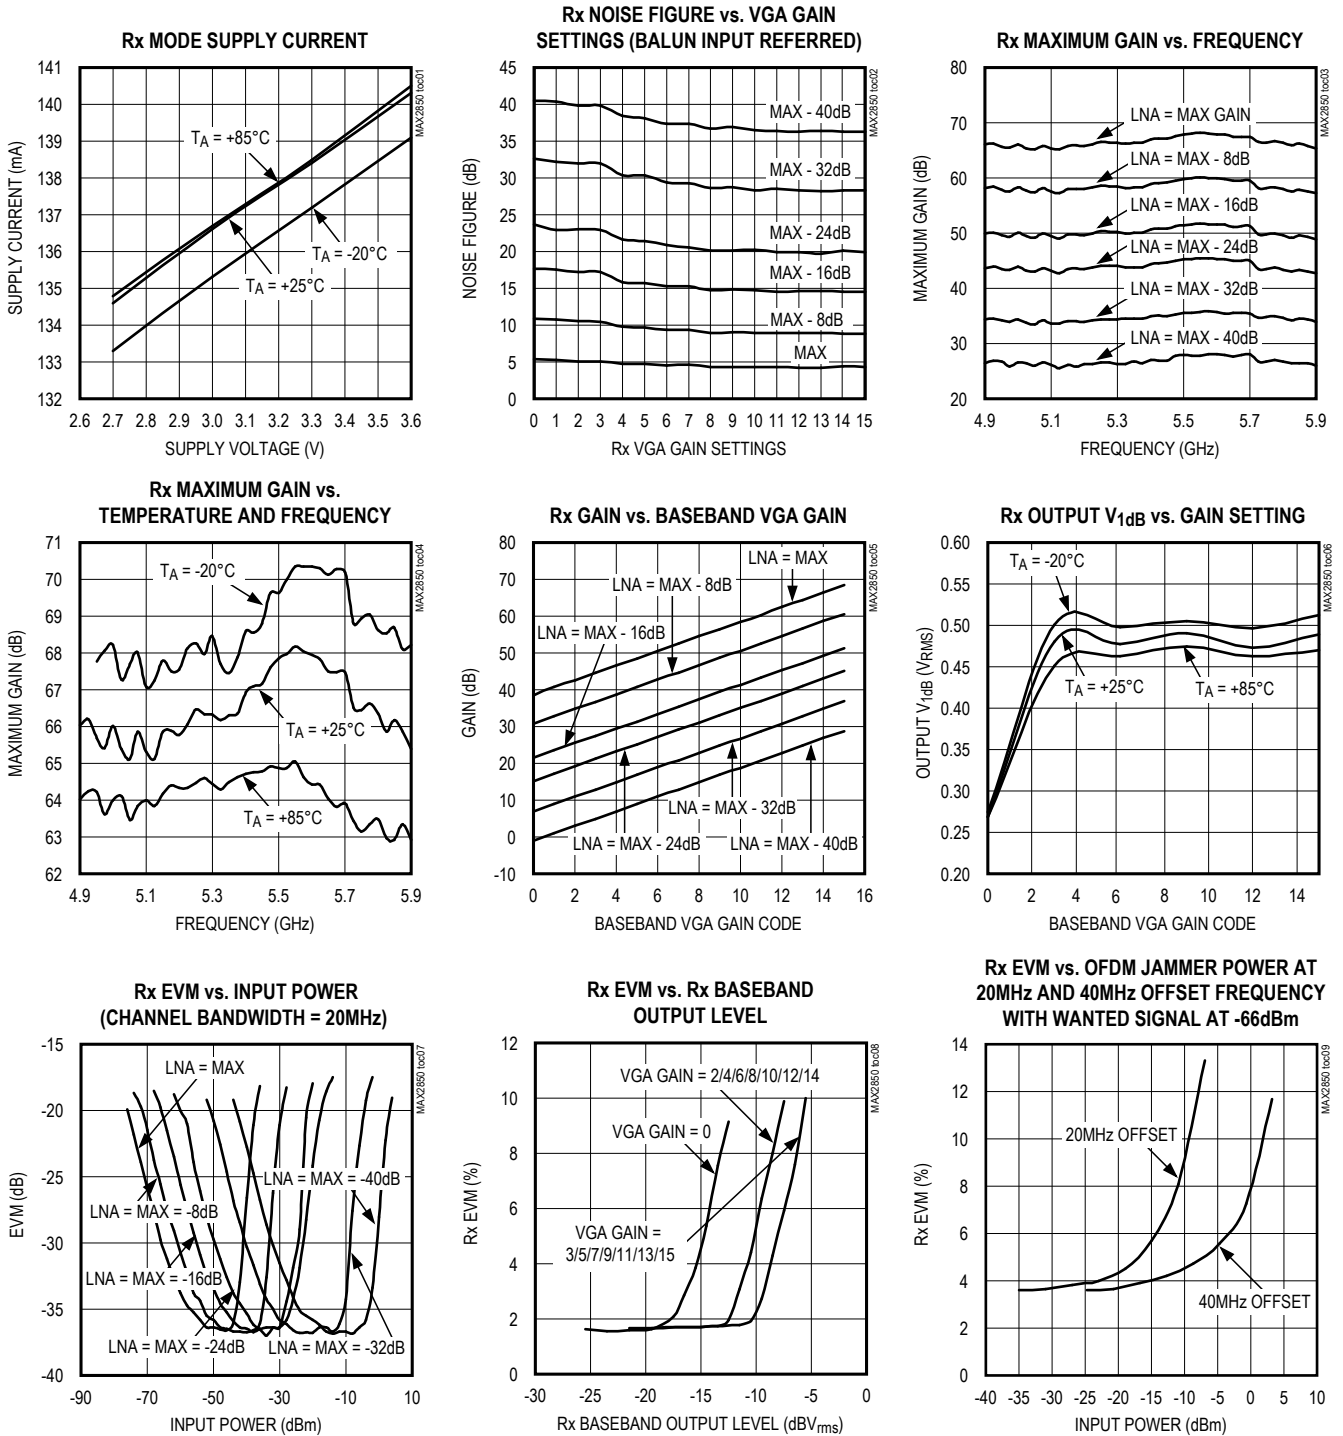 Rx MODE SUPPLY CURRENT
MAX2850 toc01
SUPPLY CURRENT (mA)
141
140
139
138
137
136
135
134
133
132
TA = +85°C
TA = -20°C
TA = +25°C
2.6 2.7 2.8 2.9 3.0 3.1 3.2 3.3 3.4 3.5 3.6
SUPPLY VOLTAGE (V)
Rx NOISE FIGURE vs. VGA GAIN
SETTINGS (BALUN INPUT REFERRED)
MAX2850 toc02
NOISE FIGURE (dB)
45
40
35
30
25
20
15
10
5
0
MAX - 40dB
MAX - 32dB
MAX - 24dB
MAX - 16dB
MAX - 8dB
MAX
0 1 2 3 4 5 6 7 8 9 10 11 12 13 14 15
Rx VGA GAIN SETTINGS
Rx MAXIMUM GAIN vs. FREQUENCY
MAX2850 toc03
MAXIMUM GAIN (dB)
80
70
60
50
40
30
20
LNA = MAX GAIN
LNA = MAX - 8dB
LNA = MAX - 16dB
LNA = MAX - 24dB
LNA = MAX - 32dB
LNA = MAX - 40dB
4.9 5.1 5.3 5.5 5.7 5.9
FREQUENCY (GHz)
Rx MAXIMUM GAIN vs.
TEMPERATURE AND FREQUENCY
MAX2850 toc04
MAXIMUM GAIN (dB)
71
70
69
68
67
66
65
64
63
62
TA = -20°C
TA = +25°C
TA = +85°C
4.9 5.1 5.3 5.5 5.7 5.9
FREQUENCY (GHz)
Rx GAIN vs. BASEBAND VGA GAIN
MAX2850 toc05
GAIN (dB)
80
70
60
50
40
30
20
10
0
-10
LNA = MAX
LNA = MAX - 8dB
LNA = MAX - 16dB
LNA = MAX - 32dB
LNA = MAX - 24dB
LNA = MAX - 40dB
0 2 4 6 8 10 12 14 16
BASEBAND VGA GAIN CODE
Rx OUTPUT V1dB vs. GAIN SETTING
MAX2850 toc06
OUTPUT V1dB (VRMS)
0.60
0.55
0.50
0.45
0.40
0.35
0.30
0.25
0.20
TA = -20°C
TA = +25°C
TA = +85°C
0 2 4 6 8 10 12 14
BASEBAND VGA GAIN CODE
Rx EVM vs. INPUT POWER
(CHANNEL BANDWIDTH = 20MHz)
MAX2850 toc07
EVM (dB)
-15
-20
-25
-30
-35
-40
LNA = MAX
LNA = MAX = -40dB
LNA = MAX = -8dB
LNA = MAX = -16dB
LNA = MAX = -24dB
LNA = MAX = -32dB
-90 -70 -50 -30 -10 10
INPUT POWER (dBm)
Rx EVM vs. Rx BASEBAND
OUTPUT LEVEL
MAX2850 toc08
Rx EVM (%)
12
10
8
6
4
2
0
VGA GAIN = 2/4/6/8/10/12/14
VGA GAIN = 0
VGA GAIN =
3/5/7/9/11/13/15
-30 -25 -20 -15 -10 -5 0
Rx BASEBAND OUTPUT LEVEL (dBVrms)
Rx EVM vs. OFDM JAMMER POWER AT
20MHz AND 40MHz OFFSET FREQUENCY
WITH WANTED SIGNAL AT -66dBm
MAX2850 toc09
Rx EVM (%)
14
12
10
8
6
4
2
0
20MHz OFFSET
40MHz OFFSET
-40 -35 -30 -25 -20 -15 -10 -5 0 5 10
INPUT POWER (dBm)